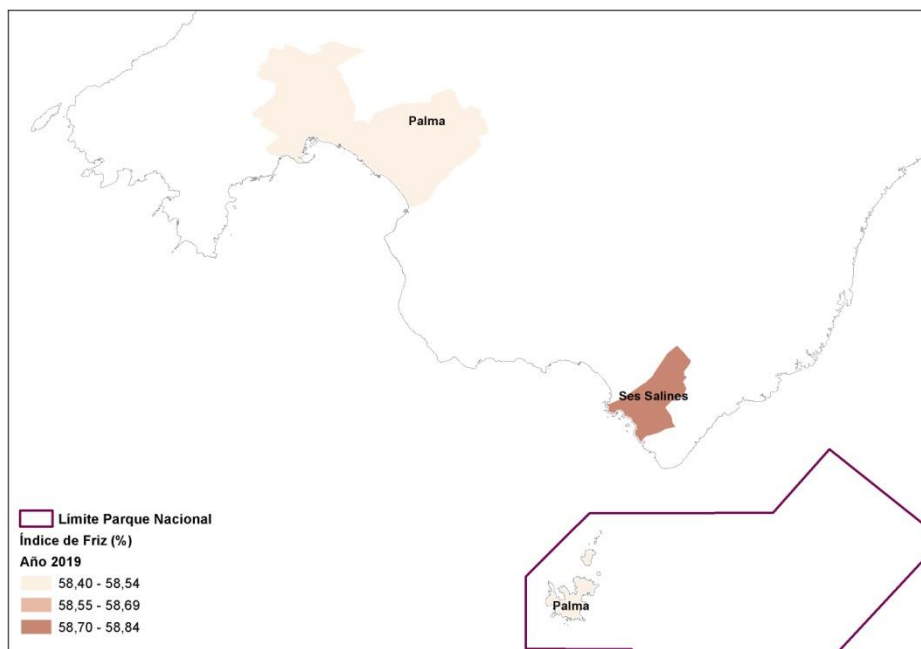 Palma
Ses Salines
Palma
Límite Parque Nacional
Índice de Friz (%)
Año 2019
58,40 - 58,54
58,55 - 58,69
58,70 - 58,84